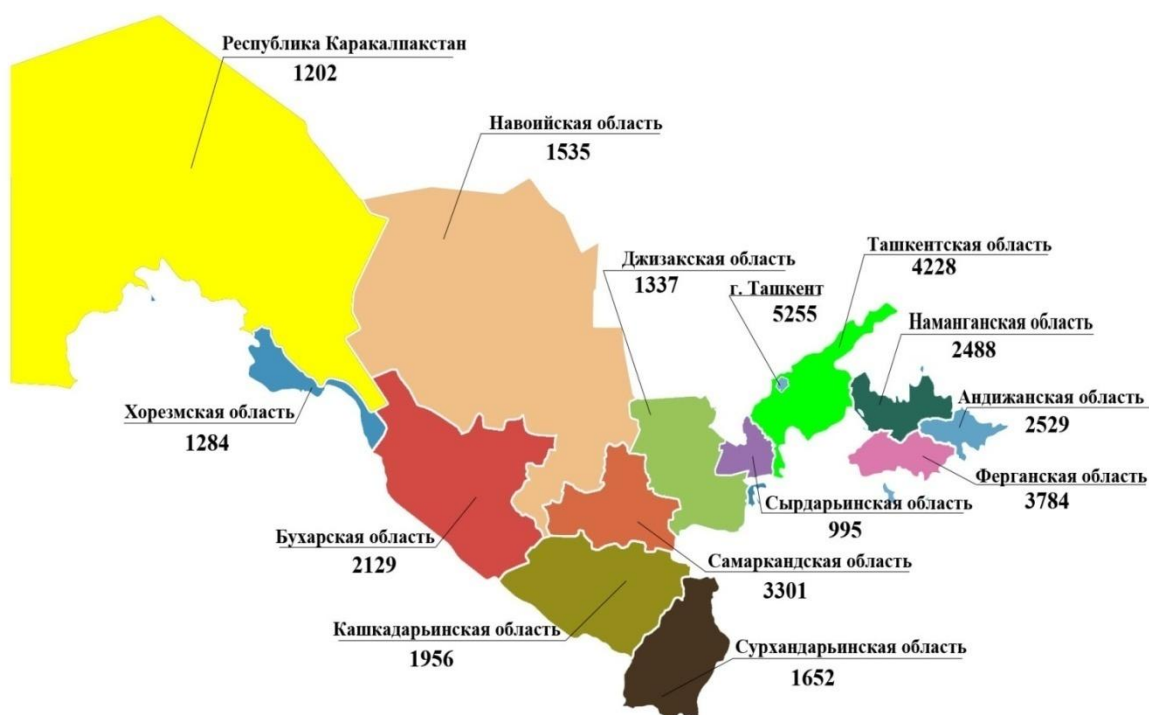 Республика Каракалпакстан
1202
Навоийская область
1535
Джизакская область
1337
Ташкентская область
4228
г. Ташкент
5255
Наманганская область
2488
Андижанская область
2529
Хорезмская область
1284
Ферганская область
3784
Сырдарьинская область
995
Бухарская область
2129
Самаркандская область
3301
Кашкадарьинская область
1956
Сурхандарьинская область
1652